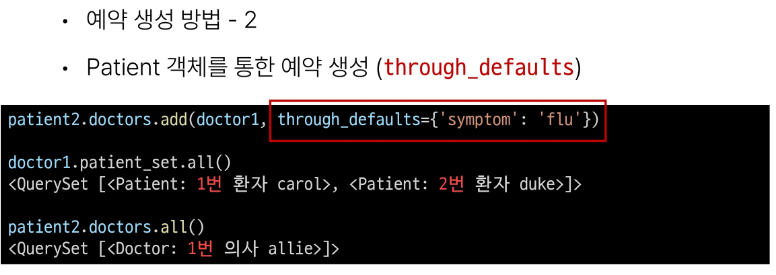 • 예약 생성 방법 - 2
• Patient 객체를 통한 예약 생성 (through_defaults)
patient2.doctors.add(doctor1, through_defaults={'symptom': 'flu'})
doctor1.patient_set.all()
<QuerySet [<Patient: 1번 환자 carol>, <Patient: 2번 환자 duke>]>
patient2.doctors.all()
<QuerySet [<Doctor: 1번 의사 allie>]>